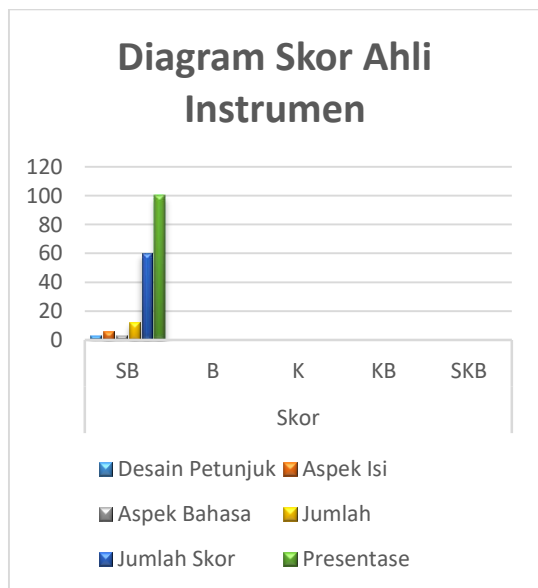 Diagram Skor Ahli
Instrumen
120
100
80
60
40
20
0
SB B K KB SKB
Skor
Desain Petunjuk Aspek Isi
Aspek Bahasa Jumlah
Jumlah Skor Presentase